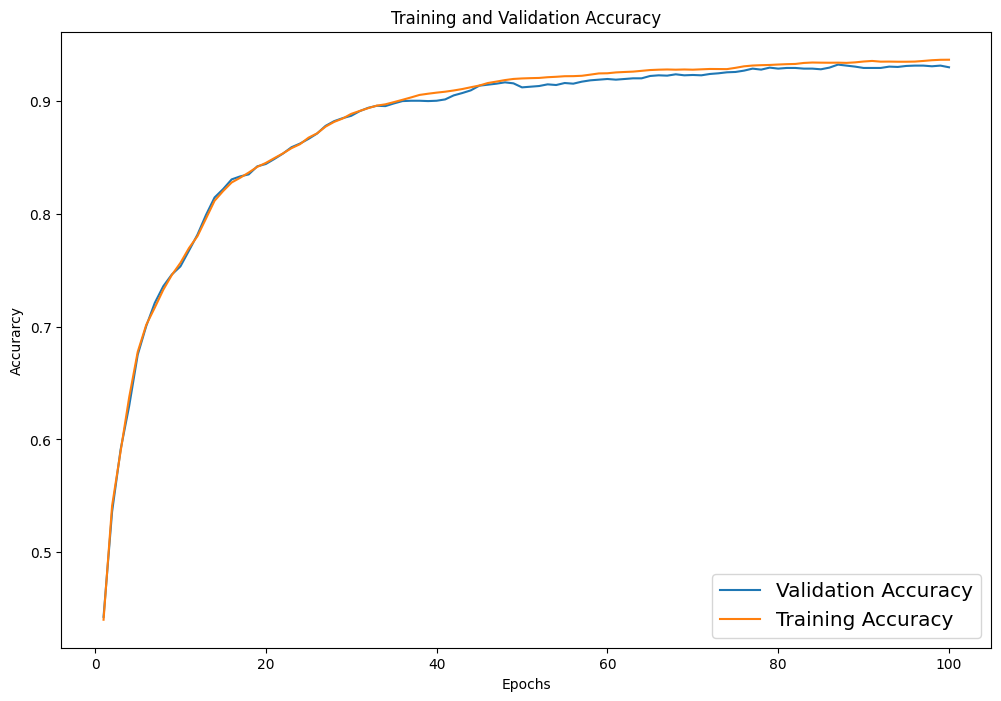 Training and Validation Accuracy
Accurarcy
0.9
0.8
0.7
0.6
0.5
Validation Accuracy
Training Accuracy
0
20
40
60
80
100
Epochs